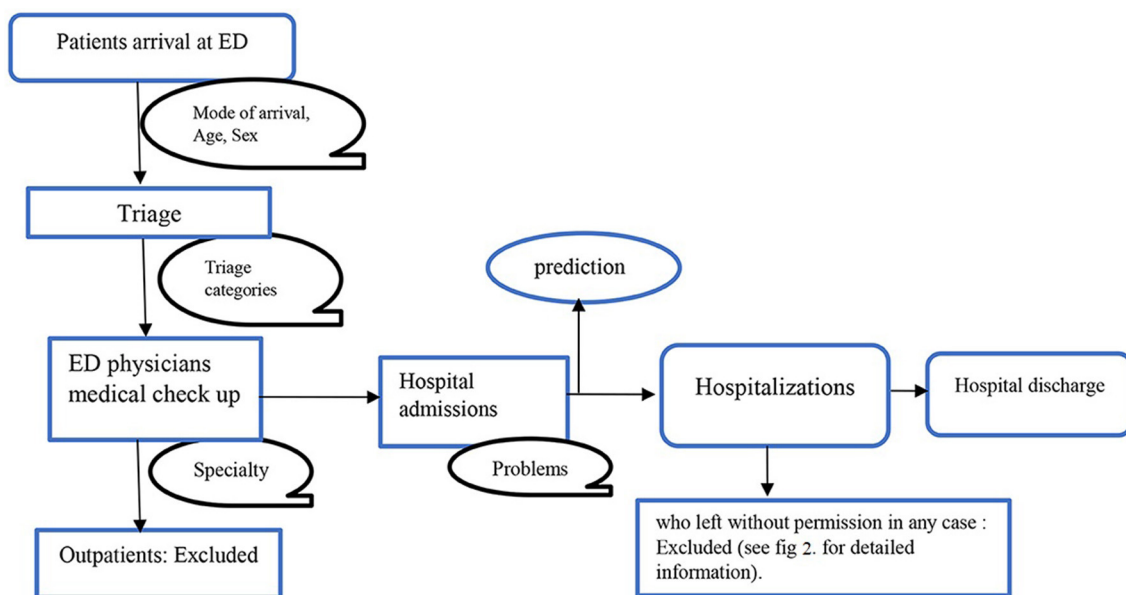 Patients arrival at ED
Mode of arrival,
Age, Sex
Triage
Triage
categories
prediction
ED physicians
medical check up
Hospital
admissions
Hospitalizations
Hospital discharge
Specialty
Problems
Outpatients: Excluded
who left without permission in any case :
Excluded (see fig 2. for detailed
information).